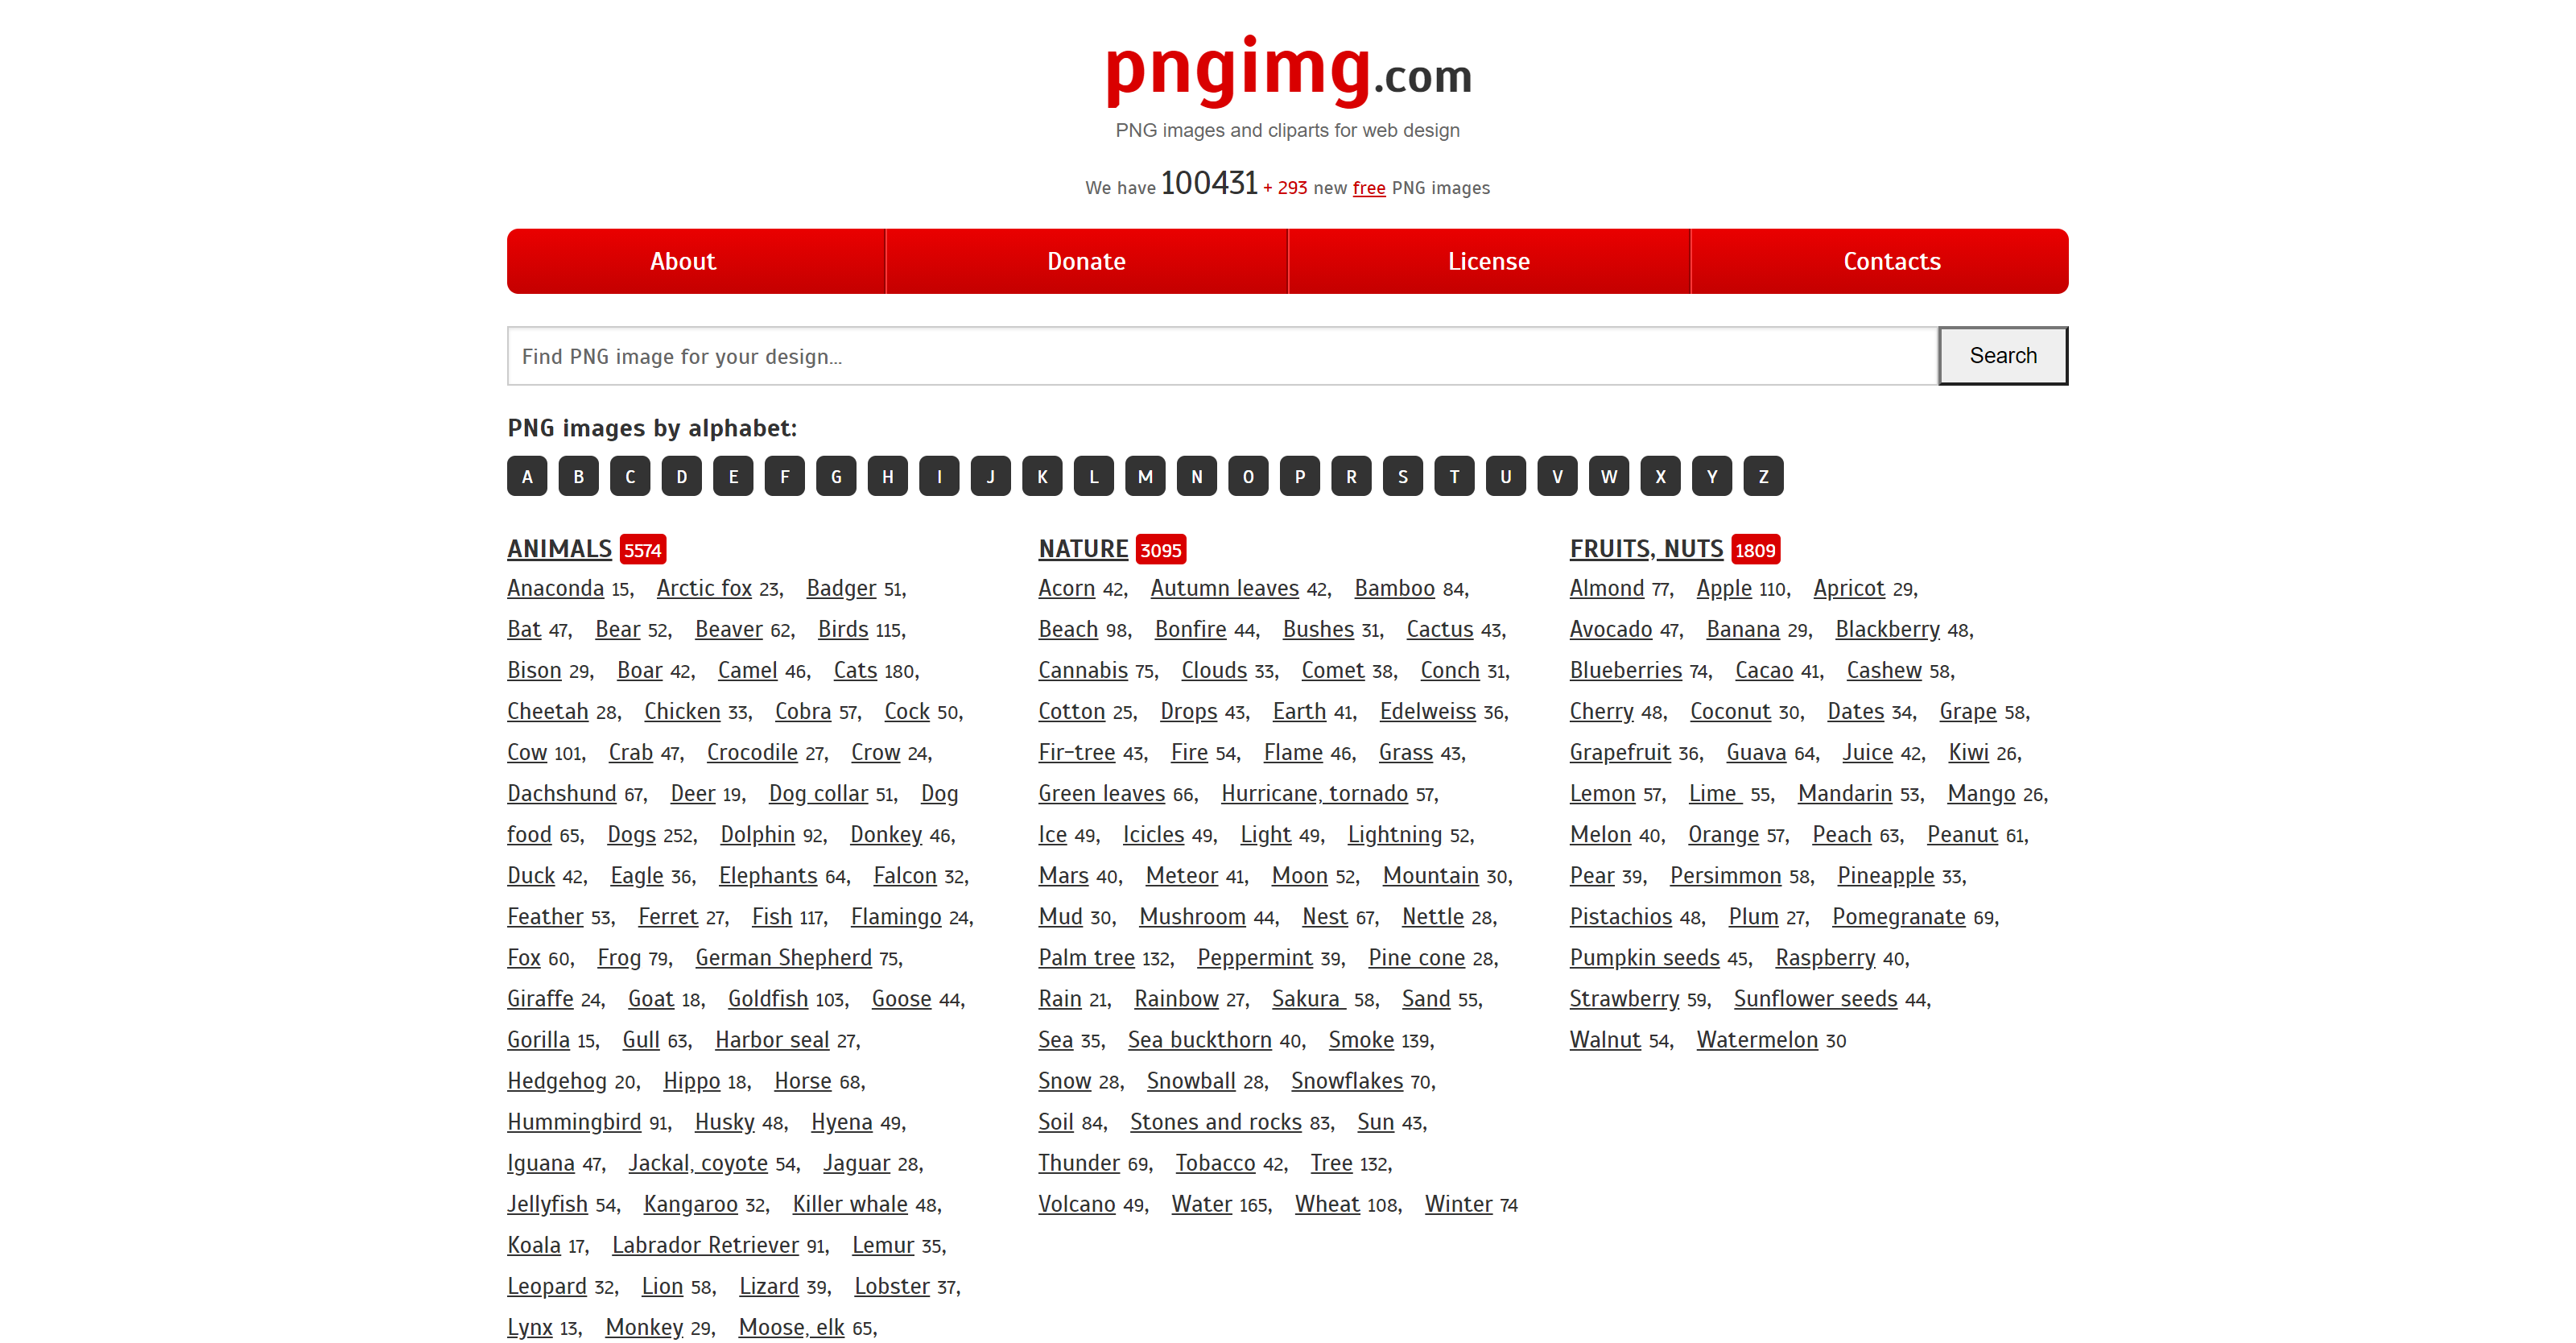 pngimg.com
PNG images and cliparts for web design
We have 100431 + 293 new free PNG images
About Donate License Contacts
Find PNG image for your design... Search
PNG images by alphabet:
A B C D E F G H I J K L M N O P R S T U V W X Y Z
ANIMALS 5574
Anaconda 15, Arctic fox 23, Badger 51,
Bat 47, Bear 52, Beaver 62, Birds 115,
Bison 29, Boar 42, Camel 46, Cats 180,
Cheetah 28, Chicken 33, Cobra 57, Cock 50,
Cow 101, Crab 47, Crocodile 27, Crow 24,
Dachshund 67, Deer 19, Dog collar 51, Dog
food 65, Dogs 252, Dolphin 92, Donkey 46,
Duck 42, Eagle 36, Elephants 64, Falcon 32,
Feather 53, Ferret 27, Fish 117, Flamingo 24,
Fox 60, Frog 79, German Shepherd 75,
Giraffe 24, Goat 18, Goldfish 103, Goose 44,
Gorilla 15, Gull 63, Harbor seal 27,
Hedgehog 20, Hippo 18, Horse 68,
Hummingbird 91, Husky 48, Hyena 49,
Iguana 47, Jackal, coyote 54, Jaguar 28,
Jellyfish 54, Kangaroo 32, Killer whale 48,
Koala 17, Labrador Retriever 91, Lemur 35,
Leopard 32, Lion 58, Lizard 39, Lobster 37,
Lynx 13, Monkey 29, Moose, elk 65,
NATURE 3095
Acorn 42, Autumn leaves 42, Bamboo 84,
Beach 98, Bonfire 44, Bushes 31, Cactus 43,
Cannabis 75, Clouds 33, Comet 38, Conch 31,
Cotton 25, Drops 43, Earth 41, Edelweiss 36,
Fir-tree 43, Fire 54, Flame 46, Grass 43,
Green leaves 66, Hurricane, tornado 57,
Ice 49, Icicles 49, Light 49, Lightning 52,
Mars 40, Meteor 41, Moon 52, Mountain 30,
Mud 30, Mushroom 44, Nest 67, Nettle 28,
Palm tree 132, Peppermint 39, Pine cone 28,
Rain 21, Rainbow 27, Sakura 58, Sand 55,
Sea 35, Sea buckthorn 40, Smoke 139,
Snow 28, Snowball 28, Snowflakes 70,
Soil 84, Stones and rocks 83, Sun 43,
Thunder 69, Tobacco 42, Tree 132,
Volcano 49, Water 165, Wheat 108, Winter 74
FRUITS, NUTS 1809
Almond 77, Apple 110, Apricot 29,
Avocado 47, Banana 29, Blackberry 48,
Blueberries 74, Cacao 41, Cashew 58,
Cherry 48, Coconut 30, Dates 34, Grape 58,
Grapefruit 36, Guava 64, Juice 42, Kiwi 26,
Lemon 57, Lime 55, Mandarin 53, Mango 26,
Melon 40, Orange 57, Peach 63, Peanut 61,
Pear 39, Persimmon 58, Pineapple 33,
Pistachios 48, Plum 27, Pomegranate 69,
Pumpkin seeds 45, Raspberry 40,
Strawberry 59, Sunflower seeds 44,
Walnut 54, Watermelon 30